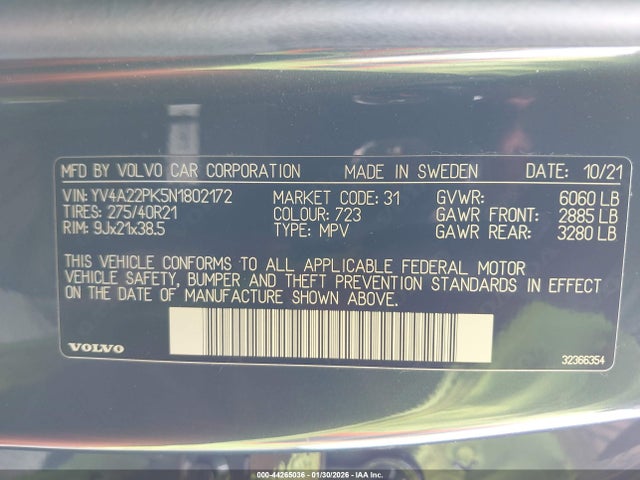 MFD BY VOLVO CAR CORPORATION MADE IN SWEDEN DATE: 10/21
VIN: YV4A22PK5N1802172 MARKET CODE: 31 GVWR: 6060 LB
TIRES: 275/40R21 COLOUR: 723 GAWR FRONT: 2885 LB
RIM: 9Jx21x38.5 TYPE: MPV GAWR REAR: 3280 LB
THIS VEHICLE CONFORMS TO ALL APPLICABLE FEDERAL MOTOR
VEHICLE SAFETY, BUMPER AND THEFT PREVENTION STANDARDS IN EFFECT
ON THE DATE OF MANUFACTURE SHOWN ABOVE.
VOLVO 32366354
000-44265036 - 01/30/2026 - IAA Inc.